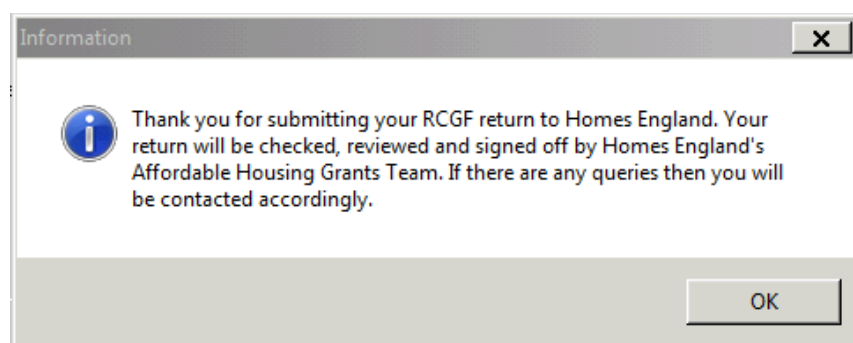 Information
Thank you for submitting your RCGF return to Homes England. Your
return will be checked, reviewed and signed off by Homes England's
Affordable Housing Grants Team. If there are any queries then you will
be contacted accordingly.
OK